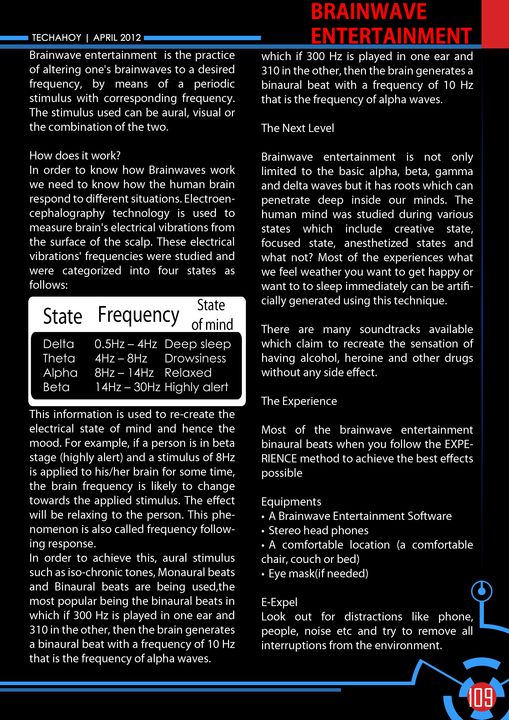 BRAINWAVE
ENTERTAINMENT
TECHAHOY | APRIL 2012
Brainwave entertainment is the practice
of altering one's brainwaves to a desired
frequency, by means of a periodic
stimulus with corresponding frequency.
The stimulus used can be aural, visual or
the combination of the two.
How does it work?
In order to know how Brainwaves work
we need to know how the human brain
respond to different situations. Electroen-
cephalography technology is used to
measure brain's electrical vibrations from
the surface of the scalp. These electrical
vibrations' frequencies were studied and
were categorized into four states as
follows:
State Frequency State of mind
Delta 0.5Hz – 4Hz Deep sleep
Theta 4Hz – 8Hz Drowsiness
Alpha 8Hz – 14Hz Relaxed
Beta 14Hz – 30Hz Highly alert
This information is used to re-create the
electrical state of mind and hence the
mood. For example, if a person is in beta
stage (highly alert) and a stimulus of 8Hz
is applied to his/her brain for some time,
the brain frequency is likely to change
towards the applied stimulus. The effect
will be relaxing to the person. This phe-
nomenon is also called frequency follow-
ing response.
In order to achieve this, aural stimulus
such as iso-chronic tones, Monaural beats
and Binaural beats are being used,the
most popular being the binaural beats in
which if 300 Hz is played in one ear and
310 in the other, then the brain generates
a binaural beat with a frequency of 10 Hz
that is the frequency of alpha waves.
which if 300 Hz is played in one ear and
310 in the other, then the brain generates a
binaural beat with a frequency of 10 Hz
that is the frequency of alpha waves.
The Next Level
Brainwave entertainment is not only
limited to the basic alpha, beta, gamma
and delta waves but it has roots which can
penetrate deep inside our minds. The
human mind was studied during various
states which include creative state,
focused state, anesthetized states and
what not? Most of the experiences what
we feel weather you want to get happy or
want to to sleep immediately can be artifi-
cially generated using this technique.
There are many soundtracks available
which claim to recreate the sensation of
having alcohol, heroine and other drugs
without any side effect.
The Experience
Most of the brainwave entertainment
binaural beats when you follow the EXPE-
RIENCE method to achieve the best effects
possible
Equipments
• A Brainwave Entertainment Software
• Stereo head phones
• A comfortable location (a comfortable
chair, couch or bed)
• Eye mask(if needed)
E-Expel
Look out for distractions like phone,
people, noise etc and try to remove all
interruptions from the environment.
109